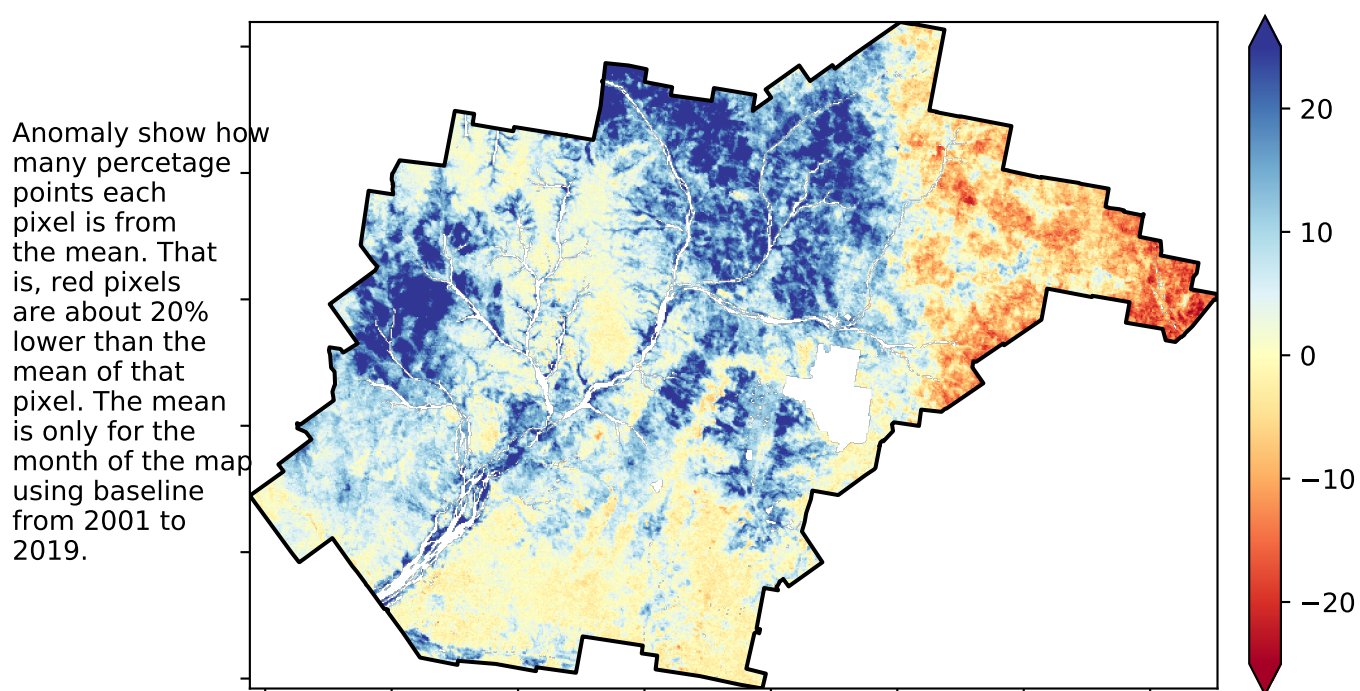 Anomaly show how
many percetage
points each
pixel is from
the mean. That
is, red pixels
are about 20%
lower than the
mean of that
pixel. The mean
is only for the
month of the map
using baseline
from 2001 to
2019.
20
10
0
−10
−20